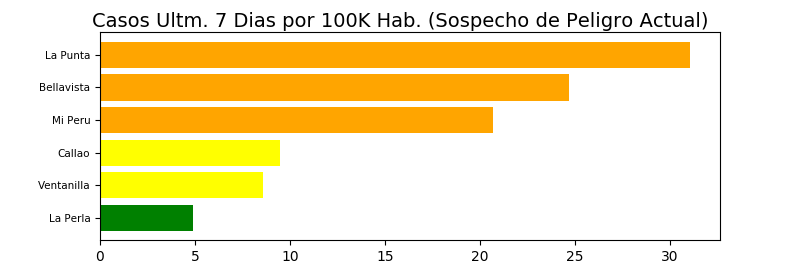 Casos Ultm. 7 Dias por 100K Hab. (Sospecho de Peligro Actual)
La Punta
Bellavista
Mi Peru
Callao
Ventanilla
La Perla
0 5 10 15 20 25 30